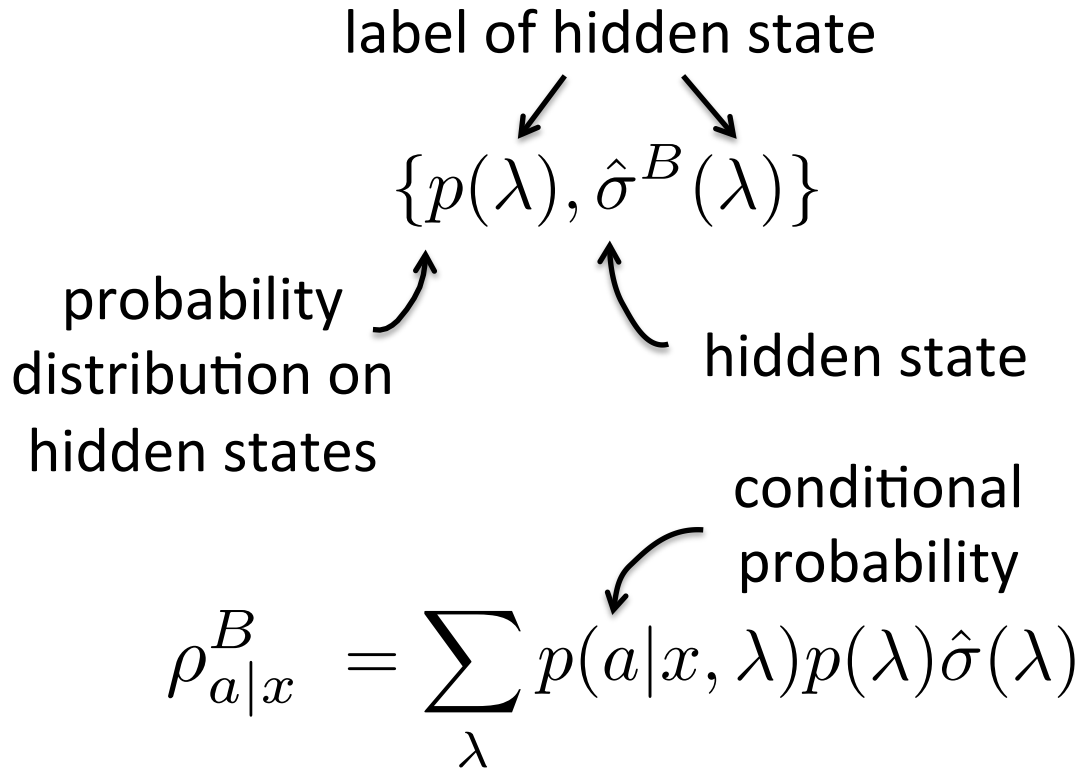 label of hidden state
{p(λ), σ̂^B(λ)}
probability
distribution on
hidden states
hidden state
conditional
probability
ρ^B_{a|x} = ∑_λ p(a|x, λ)p(λ)σ̂(λ)